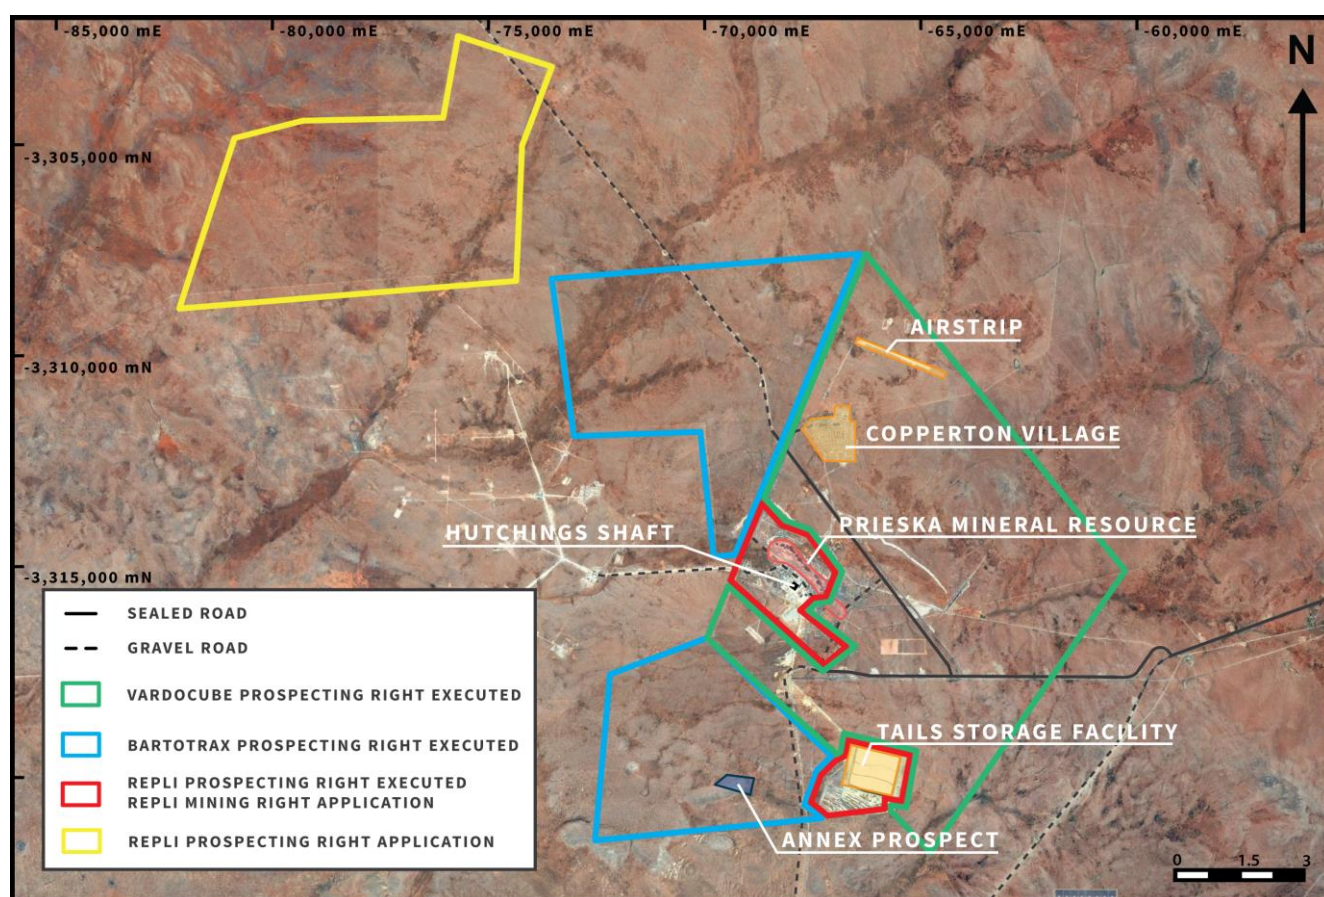 -85,000 mE
-80,000 mE
-75,000 mE
-70,000 mE
-65,000 mE
-60,000 mE
N
-3,305,000 mN
AIRSTRIP
-3,310,000 mN
COPPERTON VILLAGE
HUTCHINGS SHAFT
PRIESKA MINERAL RESOURCE
-3,315,000 mN
SEALED ROAD
GRAVEL ROAD
VARDOCUBE PROSPECTING RIGHT EXECUTED
BARTOTRAX PROSPECTING RIGHT EXECUTED
REPLI PROSPECTING RIGHT EXECUTED
REPLI MINING RIGHT APPLICATION
REPLI PROSPECTING RIGHT APPLICATION
TAILS STORAGE FACILITY
ANNEX PROSPECT
0 1.5 3